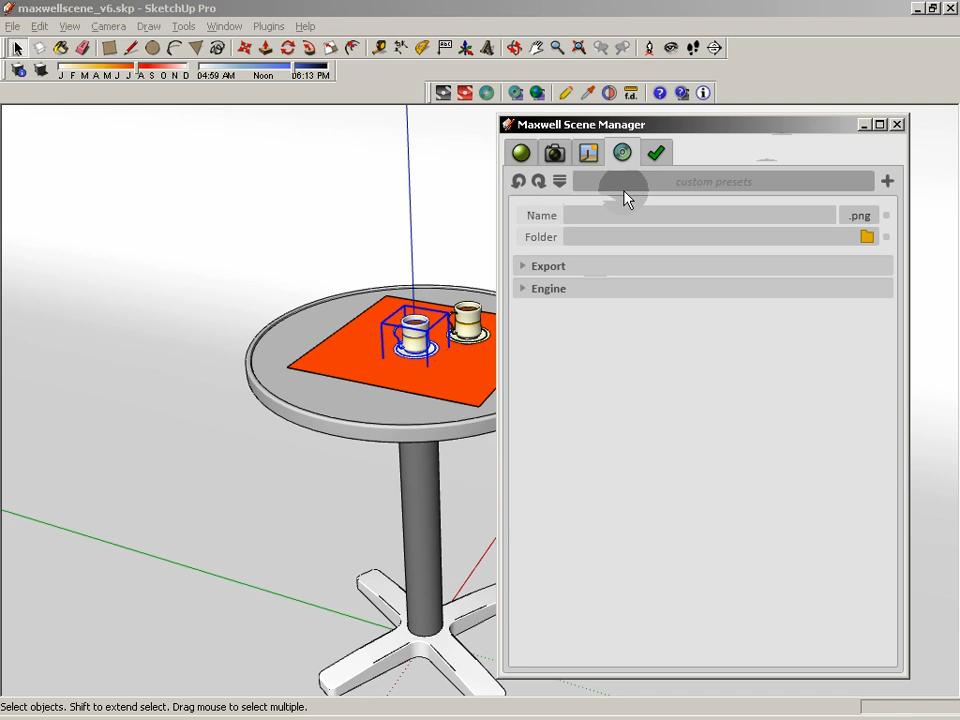 maxwellscene_v6.skp - SketchUp Pro
File Edit View Camera Draw Tools Window Plugins Help
J F M A M J J A S O N D 04:59 AM Noon 06:13 PM
f.d.
Maxwell Scene Manager
custom presets
Name .png
Folder
Export
Engine
Select objects. Shift to extend select. Drag mouse to select multiple.